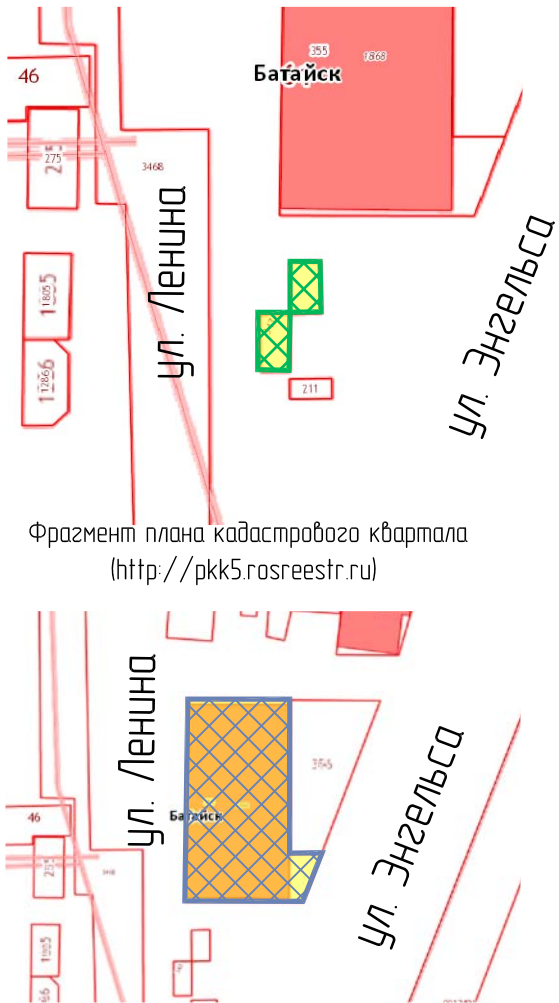 355
1868
Батайск
46
275
3468
ул. Ленина
ул. Энгельса
211
Фрагмент плана кадастрового квартала
(http://pkk5.rosreestr.ru)
ул. Ленина
ул. Энгельса
Батайск
46